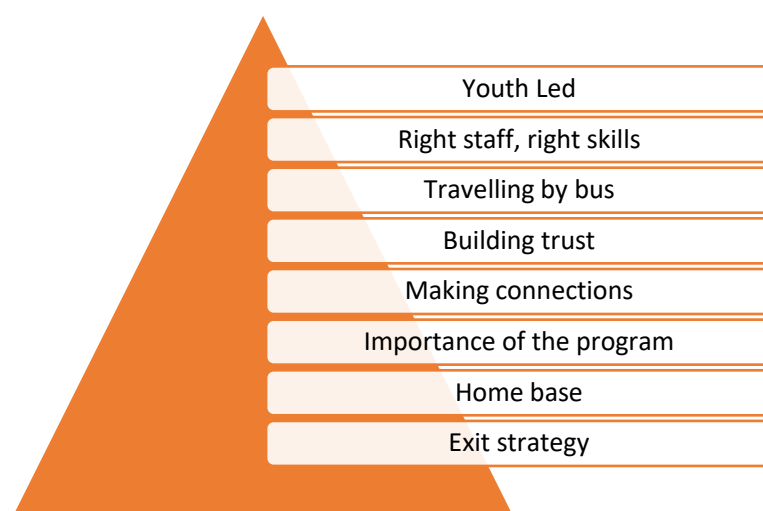 Youth Led
Right staff, right skills
Travelling by bus
Building trust
Making connections
Importance of the program
Home base
Exit strategy